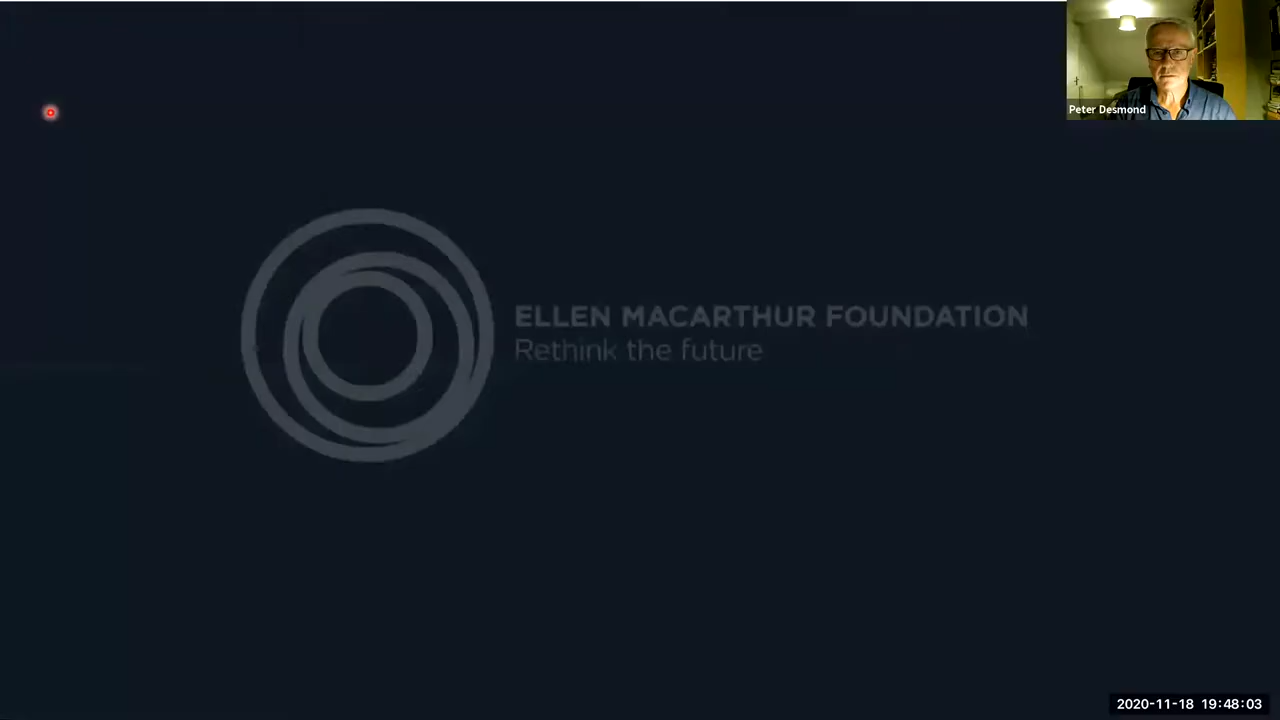 Peter Desmond
ELLEN MACARTHUR FOUNDATION
Rethink the future
2020-11-18 19:48:03